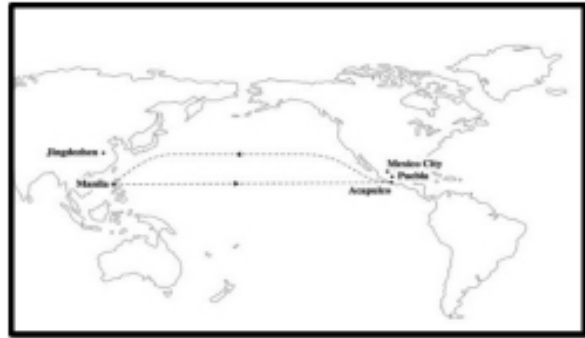 Jingdezhen
Mexico City
Manila
Puebla
Acapulco